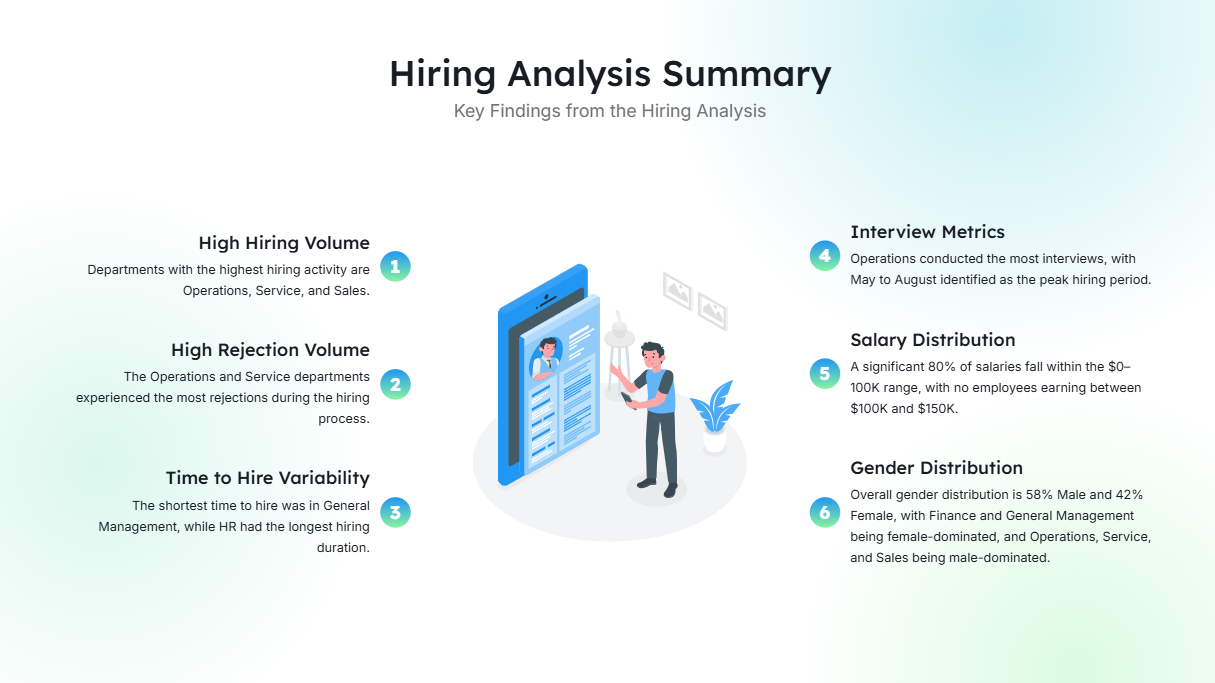 Hiring Analysis Summary
Key Findings from the Hiring Analysis
High Hiring Volume
1
Departments with the highest hiring activity are
Operations, Service, and Sales.
High Rejection Volume
2
The Operations and Service departments
experienced the most rejections during the hiring
process.
Time to Hire Variability
3
The shortest time to hire was in General
Management, while HR had the longest hiring
duration.
Interview Metrics
4
Operations conducted the most interviews, with
May to August identified as the peak hiring period.
Salary Distribution
5
A significant 80% of salaries fall within the $0–
100K range, with no employees earning between
$100K and $150K.
Gender Distribution
6
Overall gender distribution is 58% Male and 42%
Female, with Finance and General Management
being female-dominated, and Operations, Service,
and Sales being male-dominated.